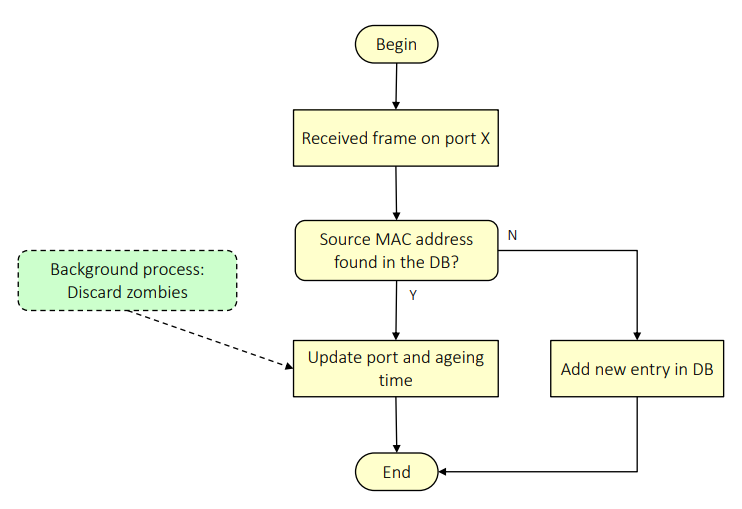 Begin
Received frame on port X
Source MAC address
found in the DB?
N
Background process:
Discard zombies
Y
Update port and ageing
time
Add new entry in DB
End